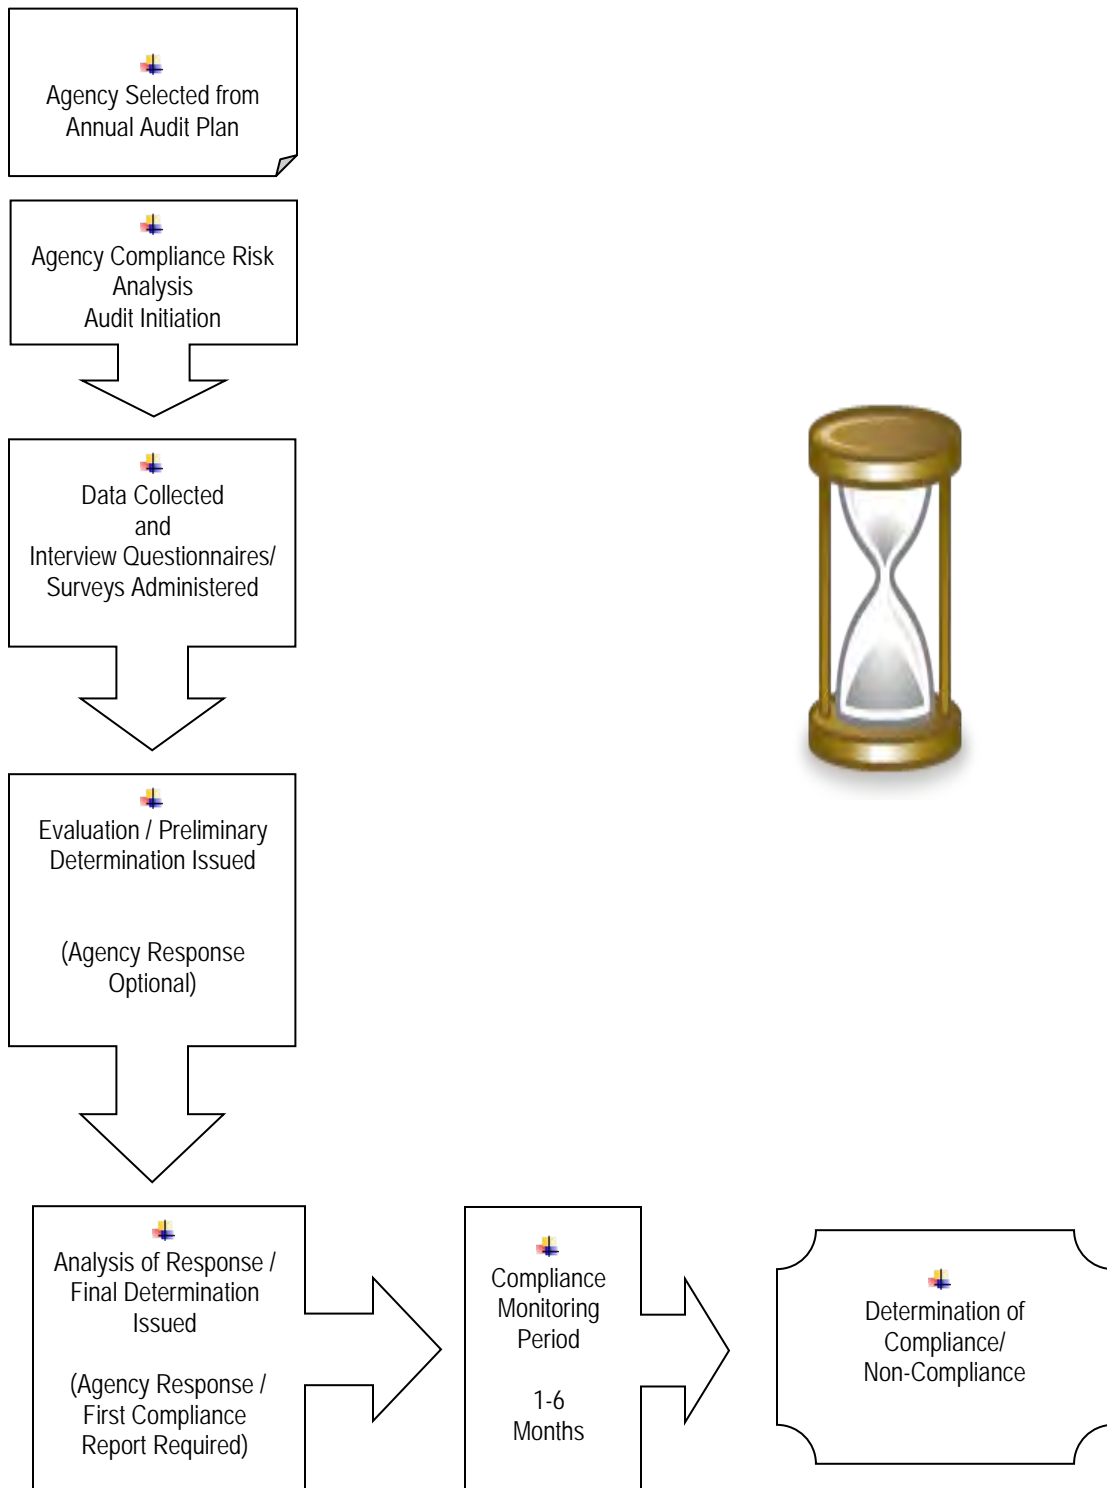 Agency Selected from
Annual Audit Plan
Agency Compliance Risk
Analysis
Audit Initiation
Data Collected
and
Interview Questionnaires/
Surveys Administered
Evaluation / Preliminary
Determination Issued
(Agency Response
Optional)
Analysis of Response /
Final Determination
Issued
(Agency Response /
First Compliance
Report Required)
Compliance
Monitoring
Period
1-6
Months
Determination of
Compliance/
Non-Compliance